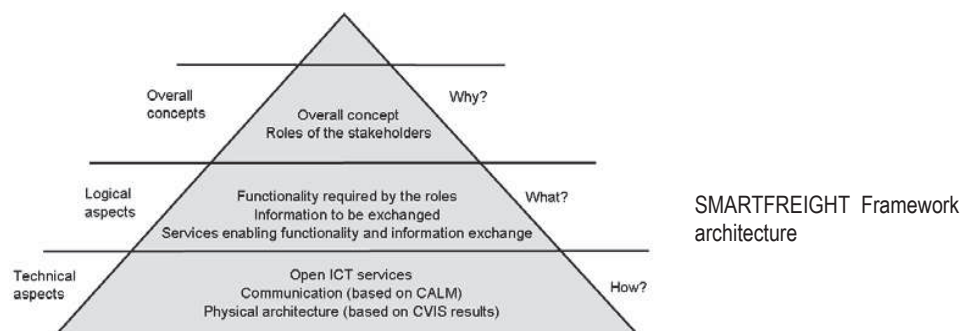 Overall
concepts
Why?
Overall concept
Roles of the stakeholders
Logical
aspects
What?
Functionality required by the roles
Information to be exchanged
Services enabling functionality and information exchange
SMARTFREIGHT Framework
architecture
Technical
aspects
How?
Open ICT services
Communication (based on CALM)
Physical architecture (based on CVIS results)